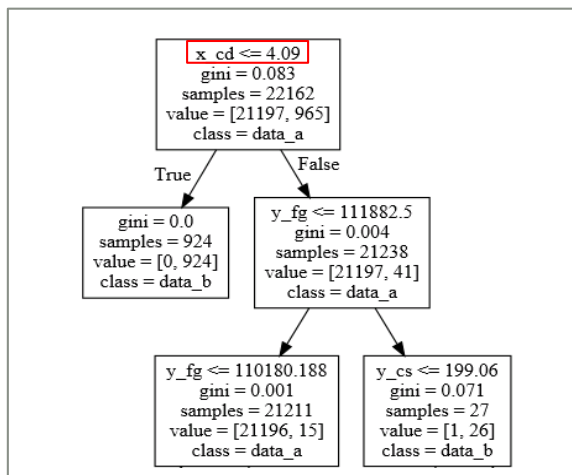 x_cd <= 4.09
gini = 0.083
samples = 22162
value = [21197, 965]
class = data_a
True
False
gini = 0.0
samples = 924
value = [0, 924]
class = data_b
y_fg <= 111882.5
gini = 0.004
samples = 21238
value = [21197, 41]
class = data_a
y_fg <= 110180.188
gini = 0.001
samples = 21211
value = [21196, 15]
class = data_a
y_cs <= 199.06
gini = 0.071
samples = 27
value = [1, 26]
class = data_b